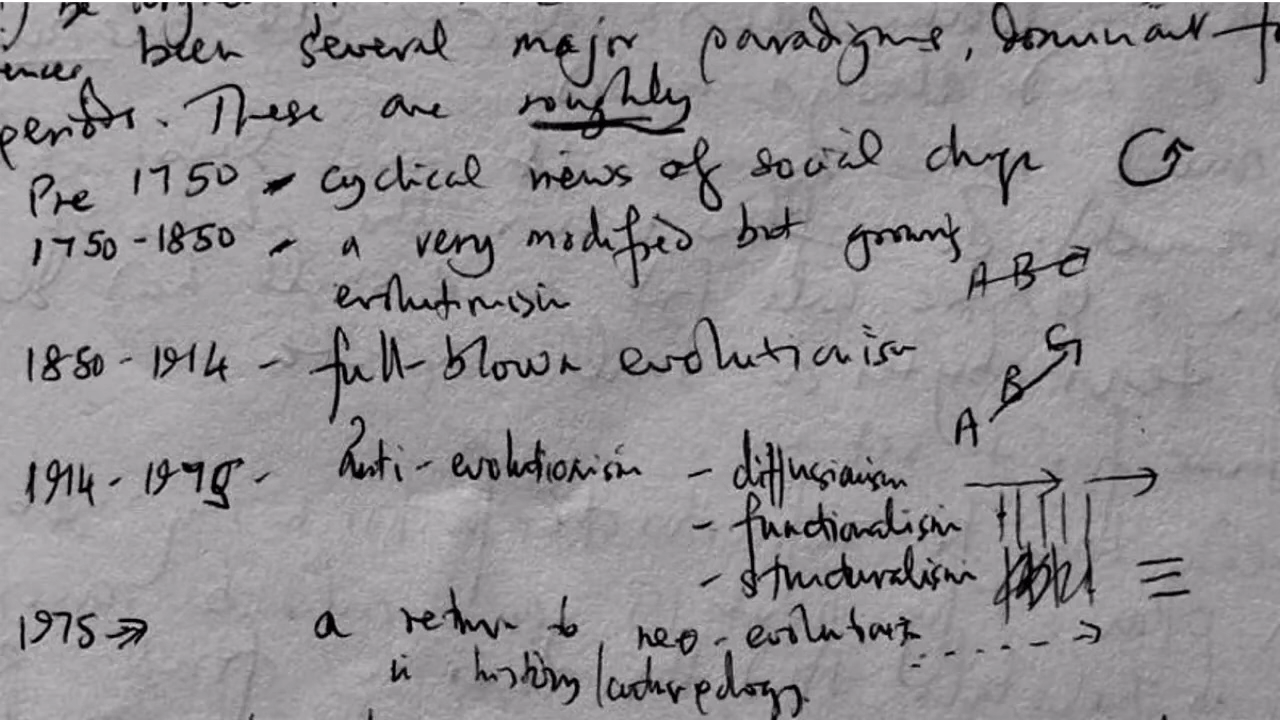 been several major paradigms, dominant
periods. These are roughly
Pre 1750 - cyclical views of social change
1750-1850 - a very modified but growing
A B C
evolutionism
1850-1914 - full-blown evolutionism
A B C
1914-1975- Anti-evolutionism - diffusionism
- functionalism
- structuralism
1975 a return to neo-evolution
in history/anthropology.